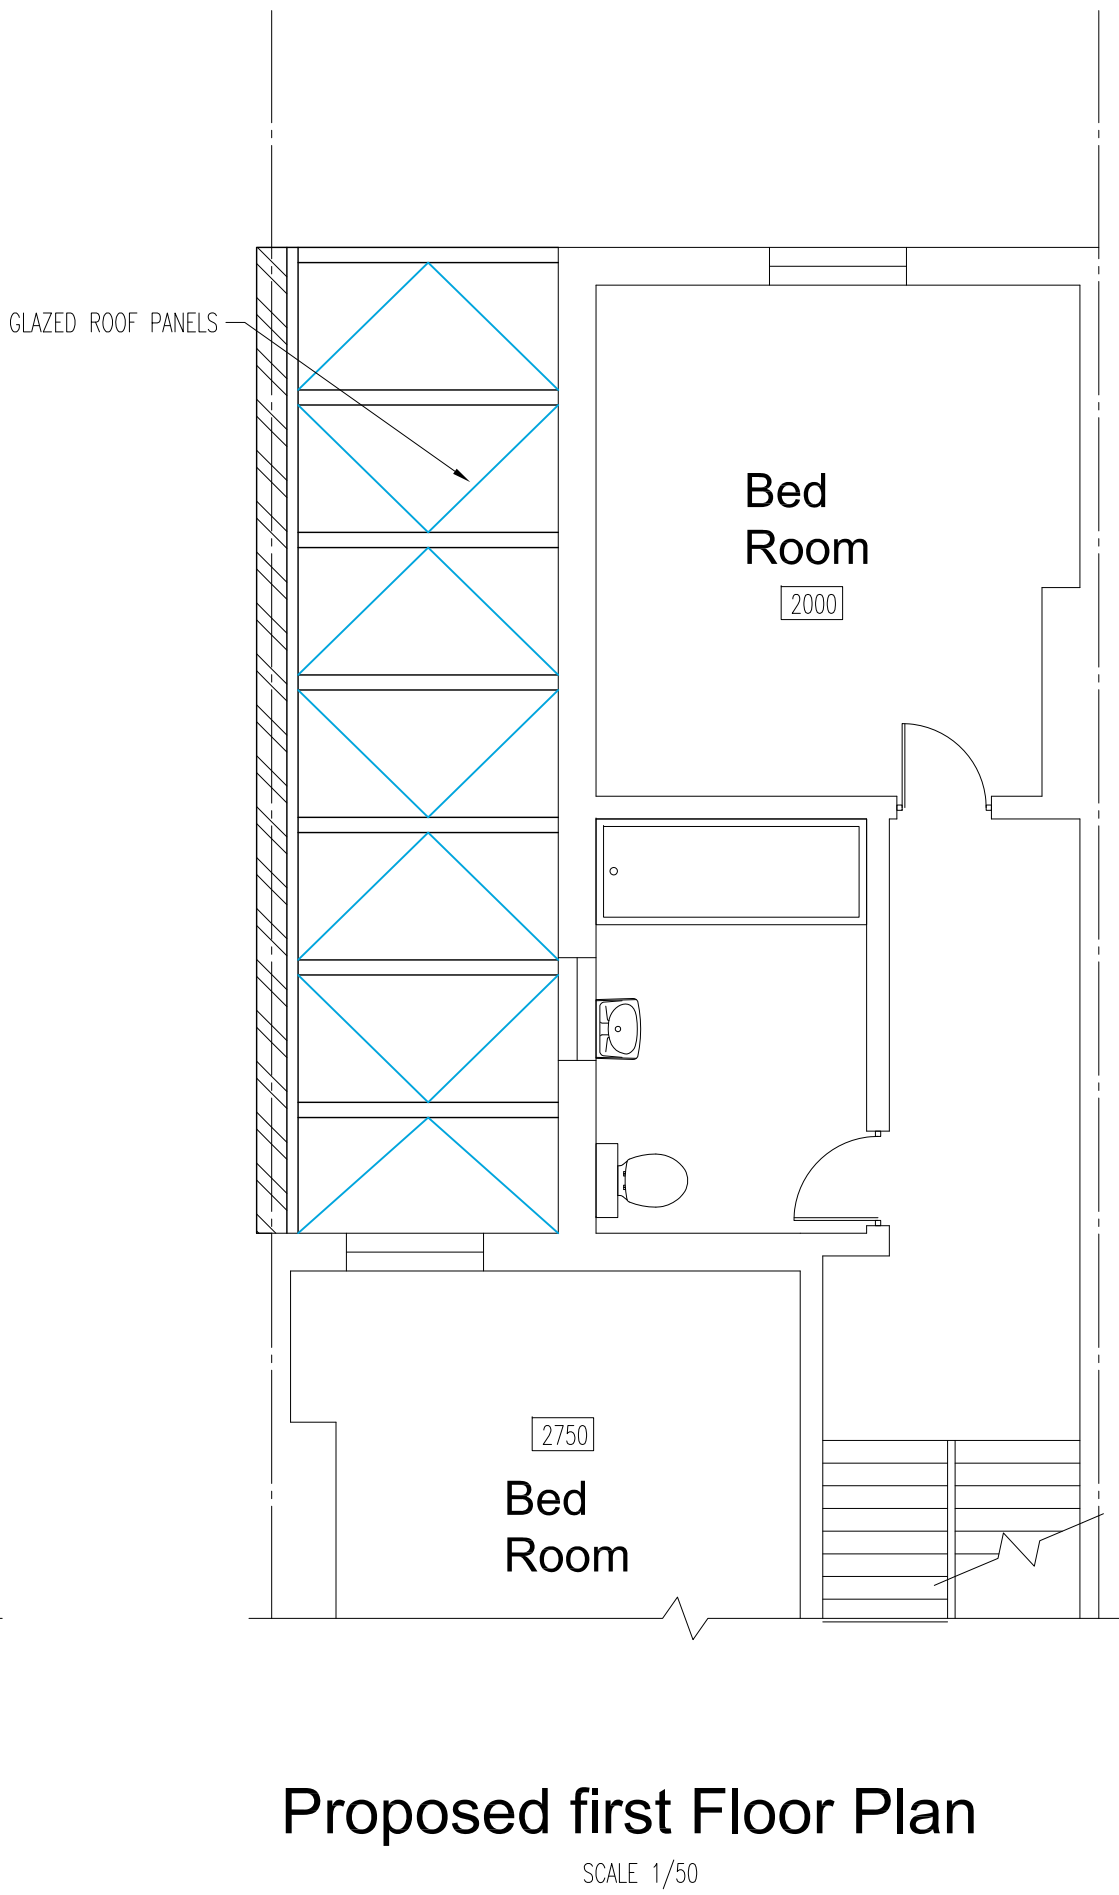 GLAZED ROOF PANELS
Bed
Room
2000
2750
Bed
Room
Proposed first Floor Plan
SCALE 1/50